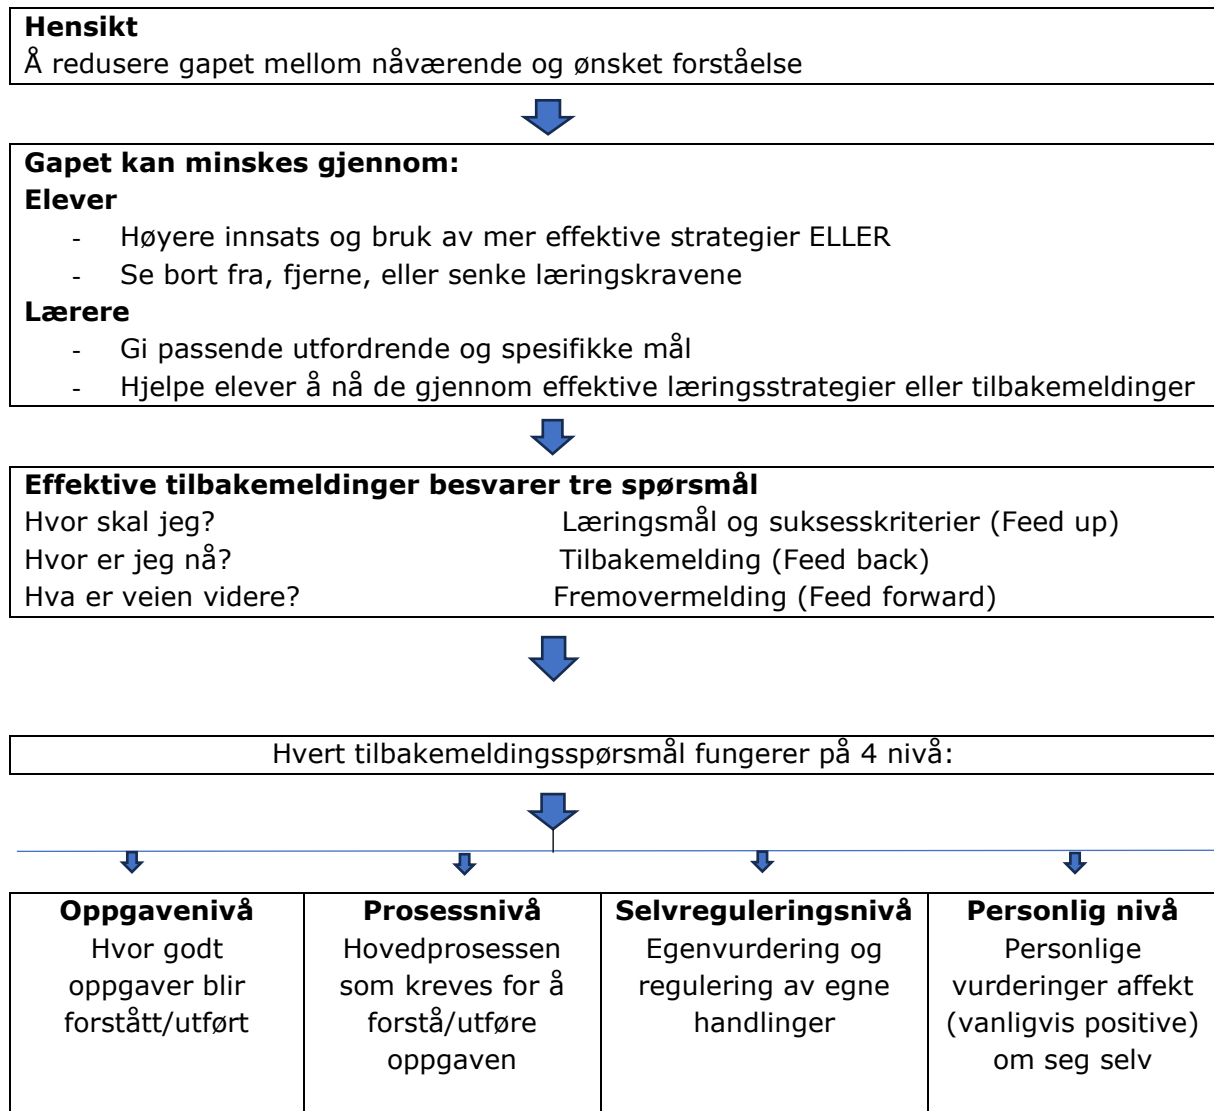 Hensikt
Å redusere gapet mellom nåværende og ønsket forståelse
Gapet kan minskes gjennom:
Elever
- Høyere innsats og bruk av mer effektive strategier ELLER
- Se bort fra, fjerne, eller senke læringskravene
Lærere
- Gi passende utfordrende og spesifikke mål
- Hjelpe elever å nå de gjennom effektive læringsstrategier eller tilbakemeldinger
Effektive tilbakemeldinger besvarer tre spørsmål
Hvor skal jeg? Læringsmål og suksesskriterier (Feed up)
Hvor er jeg nå? Tilbakemelding (Feed back)
Hva er veien videre? Fremovermelding (Feed forward)
Hvert tilbakemeldingsspørsmål fungerer på 4 nivå:
Oppgavenivå
Hvor godt
oppgaver blir
forstått/utført
Prosessnivå
Hovedprosessen
som kreves for å
forstå/utføre
oppgaven
Selvreguleringsnivå
Egenvurdering og
regulering av egne
handlinger
Personlig nivå
Personlige
vurderinger affekt
(vanligvis positive)
om seg selv